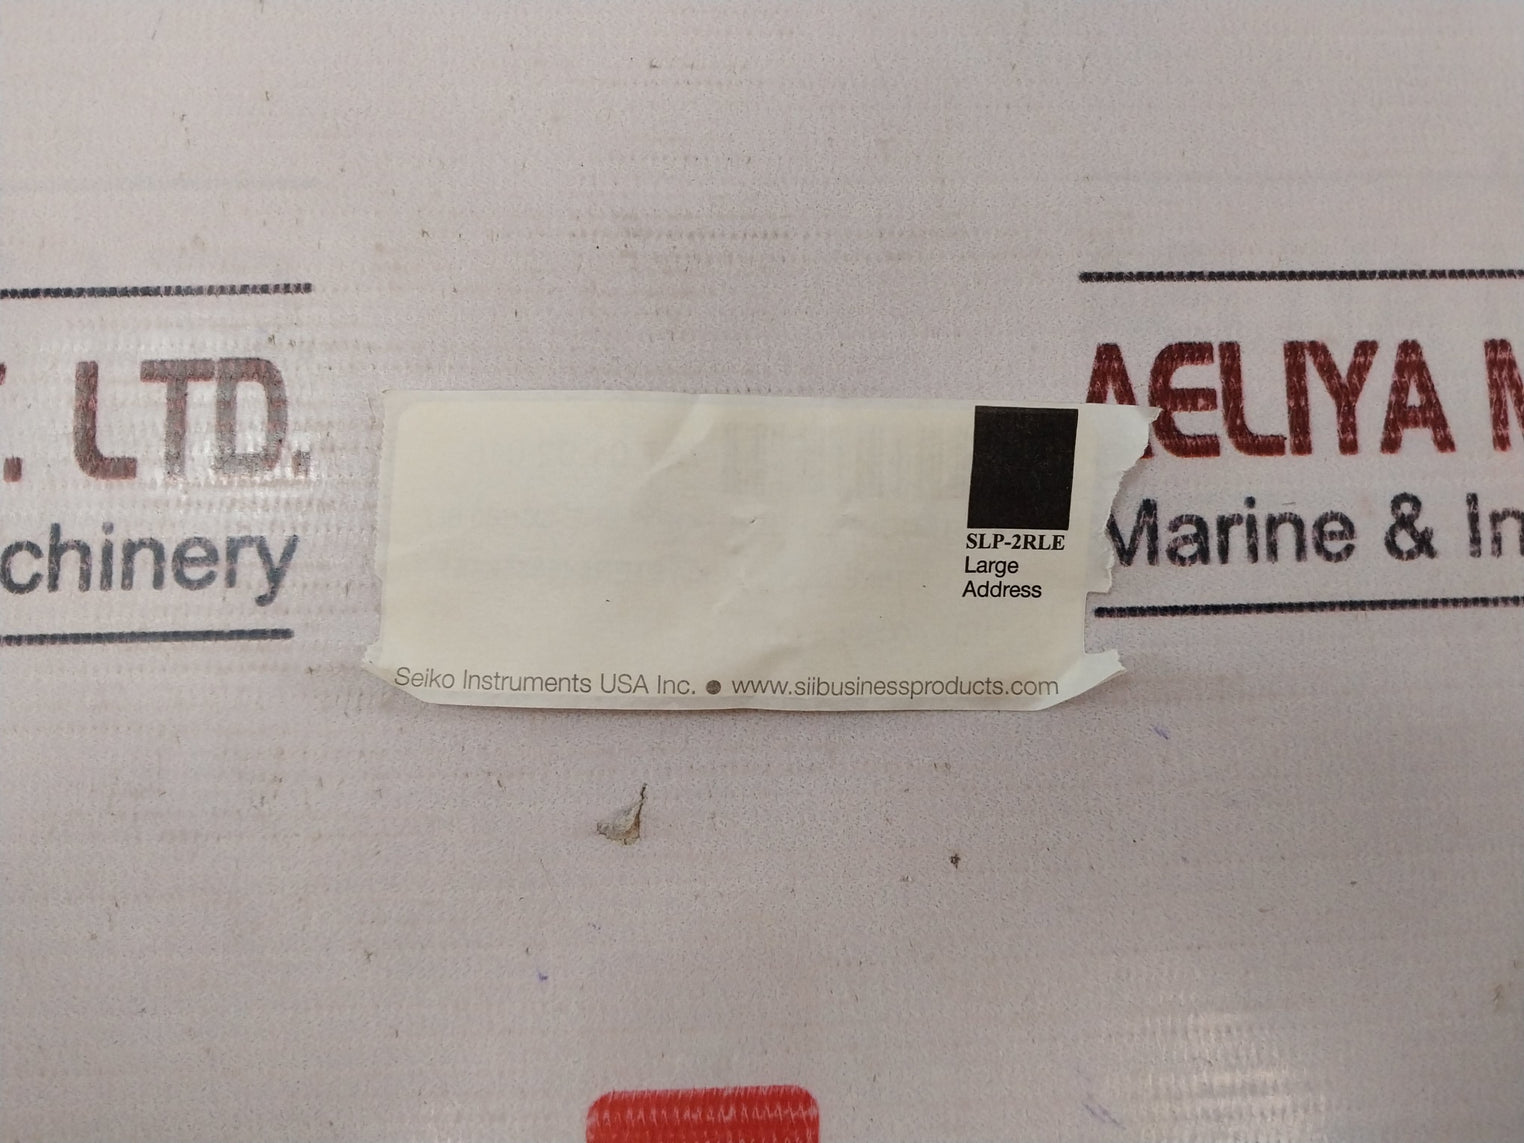 . LTD.
chinery
AELIYA M
Marine & In
SLP-2RLE
Large
Address
Seiko Instruments USA Inc. ● www.siibusinessproducts.com